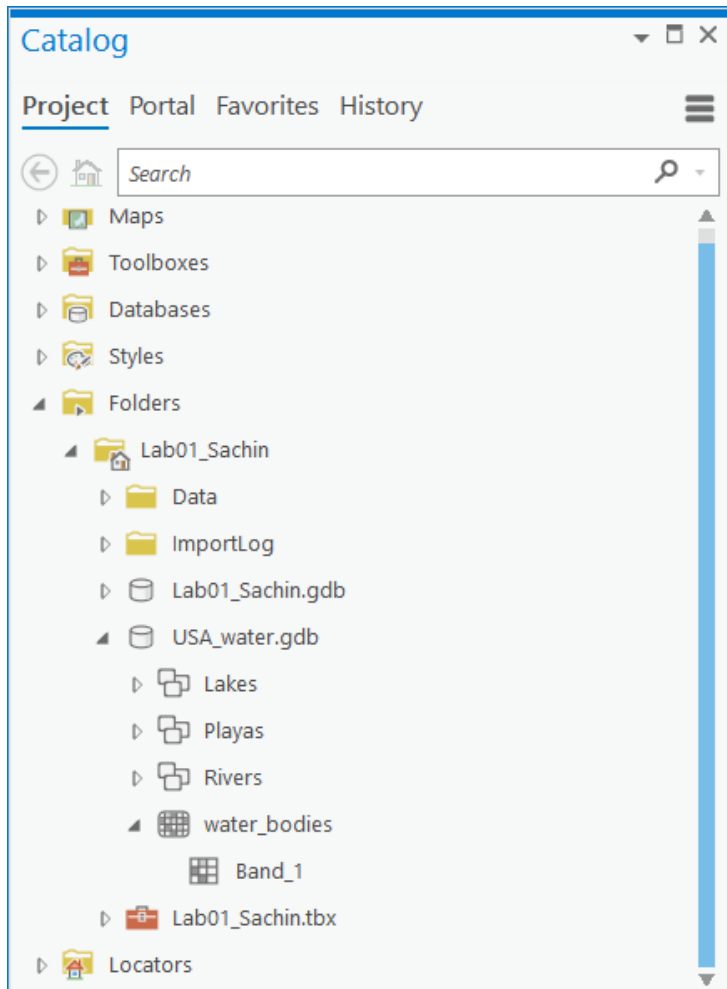 Catalog
Project Portal Favorites History
Search
Maps
Toolboxes
Databases
Styles
Folders
Lab01_Sachin
Data
ImportLog
Lab01_Sachin.gdb
USA_water.gdb
Lakes
Playas
Rivers
water_bodies
Band_1
Lab01_Sachin.tbx
Locators